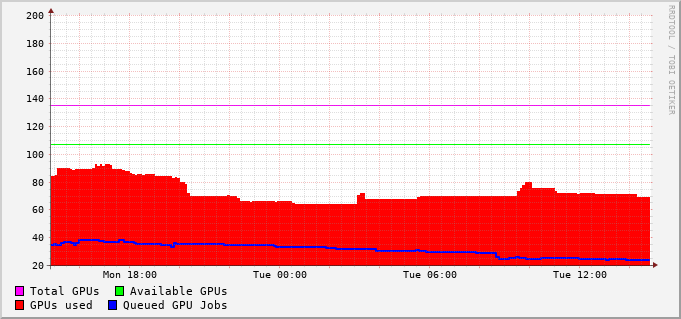 200
180
160
140
120
100
80
60
40
20
Mon 18:00 Tue 00:00 Tue 06:00 Tue 12:00
Total GPUs Available GPUs
GPUs used Queued GPU Jobs
RRDTOOL / TOBI OETIKER